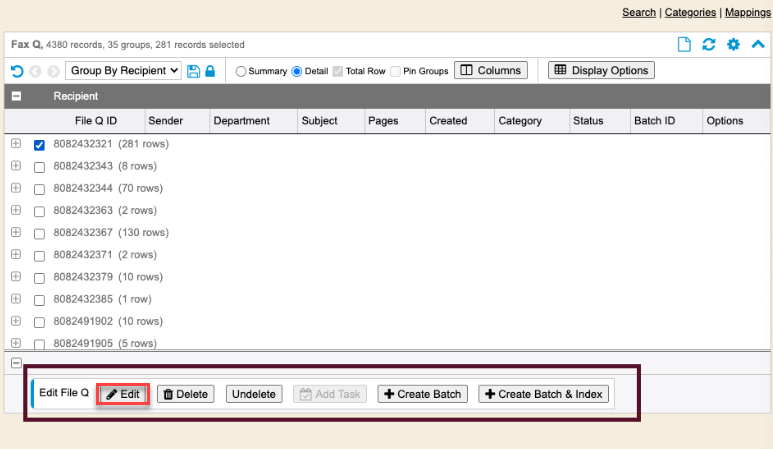 Search | Categories | Mappings
Fax Q, 4380 records, 35 groups, 281 records selected
Group By Recipient Summary Detail Total Row Pin Groups Columns Display Options
Recipient
File Q ID Sender Department Subject Pages Created Category Status Batch ID Options
8082432321 (281 rows)
8082432343 (8 rows)
8082432344 (70 rows)
8082432363 (2 rows)
8082432367 (130 rows)
8082432371 (2 rows)
8082432379 (10 rows)
8082432385 (1 row)
8082491902 (10 rows)
8082491905 (5 rows)
Edit File Q Edit Delete Undelete Add Task Create Batch Create Batch & Index